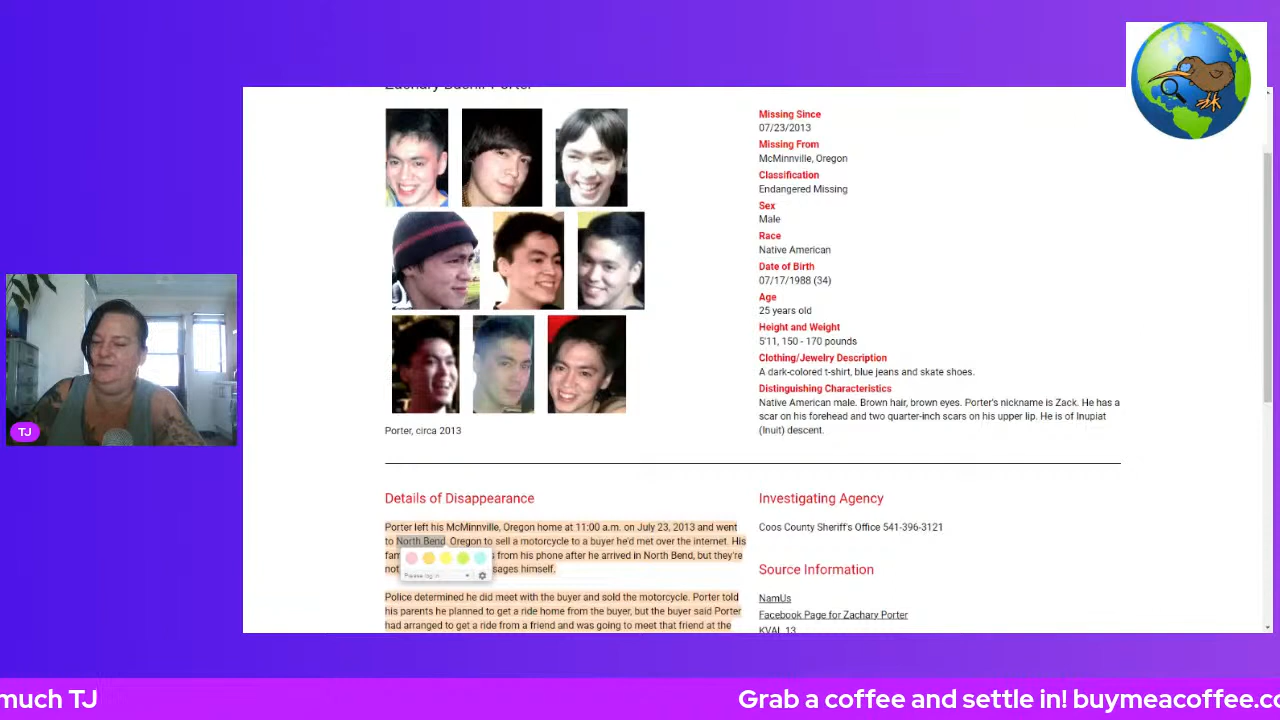 Missing Since
07/23/2013
Missing From
McMinnville, Oregon
Classification
Endangered Missing
Sex
Male
Race
Native American
Date of Birth
07/17/1988 (34)
Age
25 years old
Height and Weight
5'11, 150 - 170 pounds
Clothing/Jewelry Description
A dark-colored t-shirt, blue jeans and skate shoes.
Distinguishing Characteristics
Native American male. Brown hair, brown eyes. Porter's nickname is Zack. He has a
scar on his forehead and two quarter-inch scars on his upper lip. He is of Inupiat
(Inuit) descent.
Porter, circa 2013
Details of Disappearance
Porter left his McMinnville, Oregon home at 11:00 a.m. on July 23, 2013 and went
to North Bend, Oregon to sell a motorcycle to a buyer he'd met over the internet. His
from his phone after he arrived in North Bend, but they're
not
himself.
Please log in
Police determined he did meet with the buyer and sold the motorcycle. Porter told
his parents he planned to get a ride home from the buyer, but the buyer said Porter
had arranged to get a ride from a friend and was going to meet that friend at the
Investigating Agency
Coos County Sheriff's Office 541-396-3121
Source Information
NamUs
Facebook Page for Zachary Porter
KVAL 13
TJ
much TJ
Grab a coffee and settle in! buymeacoffee.co